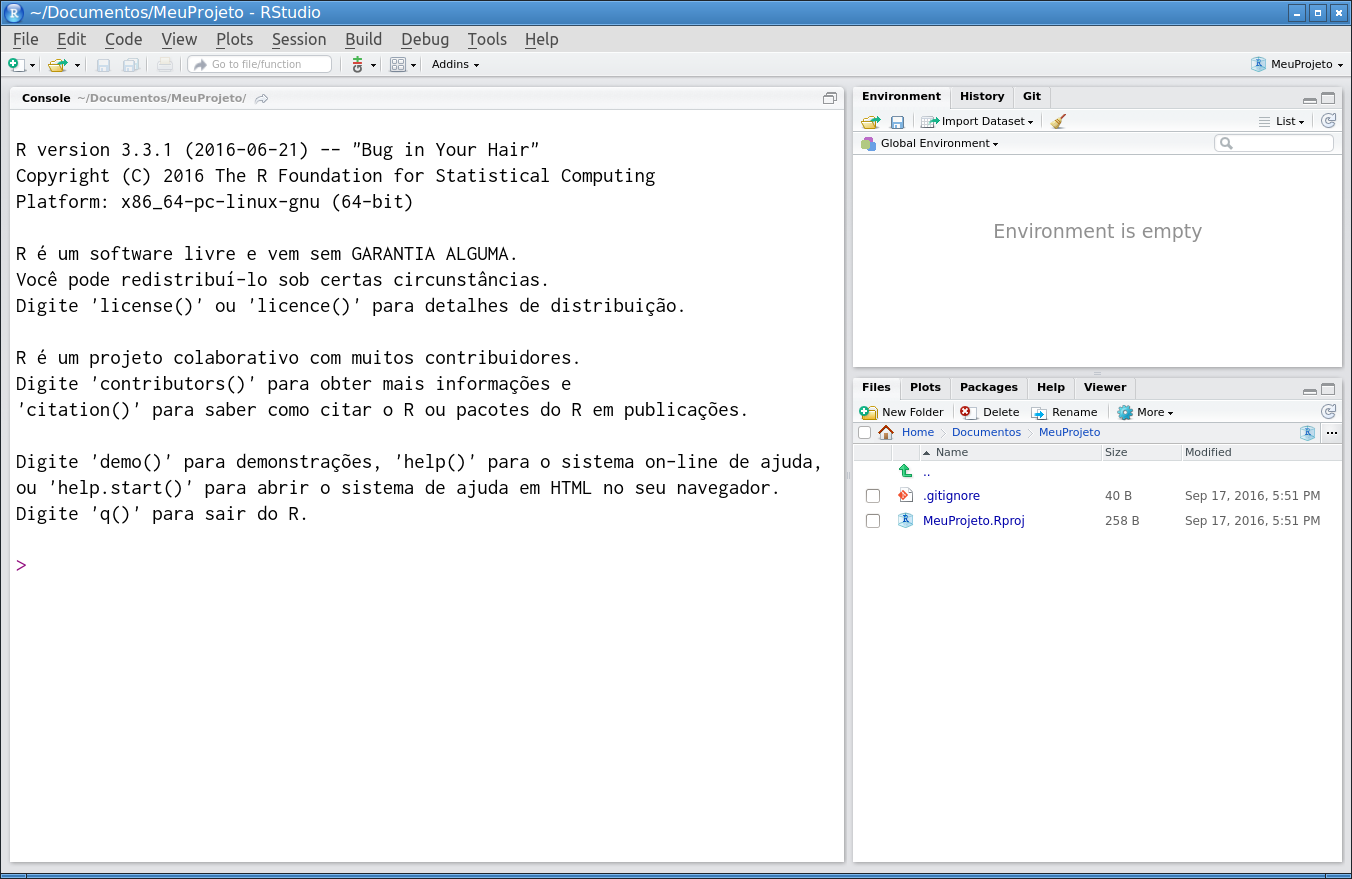 ~/Documentos/MeuProjeto - RStudio
File Edit Code View Plots Session Build Debug Tools Help
Go to file/function Addins MeuProjeto
Console ~/Documentos/MeuProjeto/
R version 3.3.1 (2016-06-21) -- "Bug in Your Hair"
Copyright (C) 2016 The R Foundation for Statistical Computing
Platform: x86_64-pc-linux-gnu (64-bit)
R é um software livre e vem sem GARANTIA ALGUMA.
Você pode redistribuí-lo sob certas circunstâncias.
Digite 'license()' ou 'licence()' para detalhes de distribuição.
R é um projeto colaborativo com muitos contribuidores.
Digite 'contributors()' para obter mais informações e
'citation()' para saber como citar o R ou pacotes do R em publicações.
Digite 'demo()' para demonstrações, 'help()' para o sistema on-line de ajuda,
ou 'help.start()' para abrir o sistema de ajuda em HTML no seu navegador.
Digite 'q()' para sair do R.
>
Environment History Git
Import Dataset List
Global Environment
Environment is empty
Files Plots Packages Help Viewer
New Folder Delete Rename More
Home Documentos MeuProjeto ...
Name Size Modified
..
.gitignore 40 B Sep 17, 2016, 5:51 PM
MeuProjeto.Rproj 258 B Sep 17, 2016, 5:51 PM